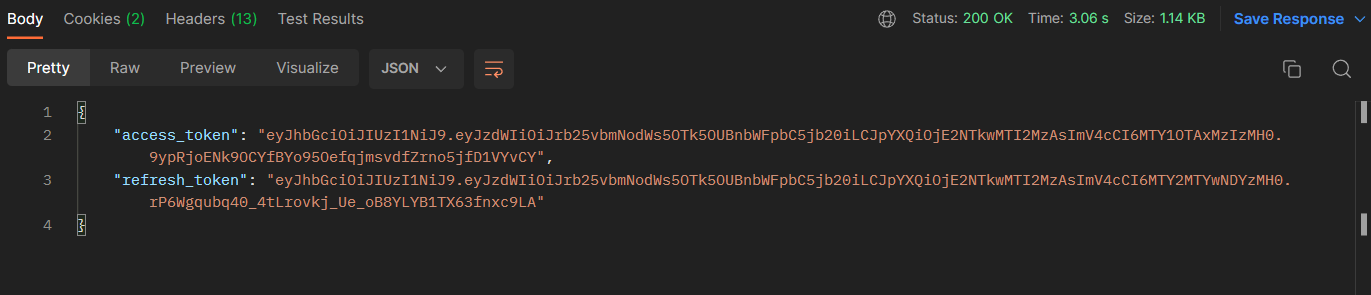 Body Cookies (2) Headers (13) Test Results Status: 200 OK Time: 3.06 s Size: 1.14 KB Save Response
Pretty Raw Preview Visualize JSON
1 {
2 "access_token": "eyJhbGciOiJIUzI1NiJ9.eyJzdWIiOiJrb25vbmNodWs5OTk5OUBnbWFpbC5jb20iLCJpYXQiOjE2NTkwMTI2MzAsImV4cCI6MTY1OTAxMzIzMH0.
9ypRjoENk9OCYfBYo95OefqjmsvdfZrno5jfD1VYvCY",
3 "refresh_token": "eyJhbGciOiJIUzI1NiJ9.eyJzdWIiOiJrb25vbmNodWs5OTk5OUBnbWFpbC5jb20iLCJpYXQiOjE2NTkwMTI2MzAsImV4cCI6MTY2MTYwNDYzMH0.
rP6Wgqubq40_4tLrovkj_Ue_oB8YLYB1TX63fnxc9LA"
4 }